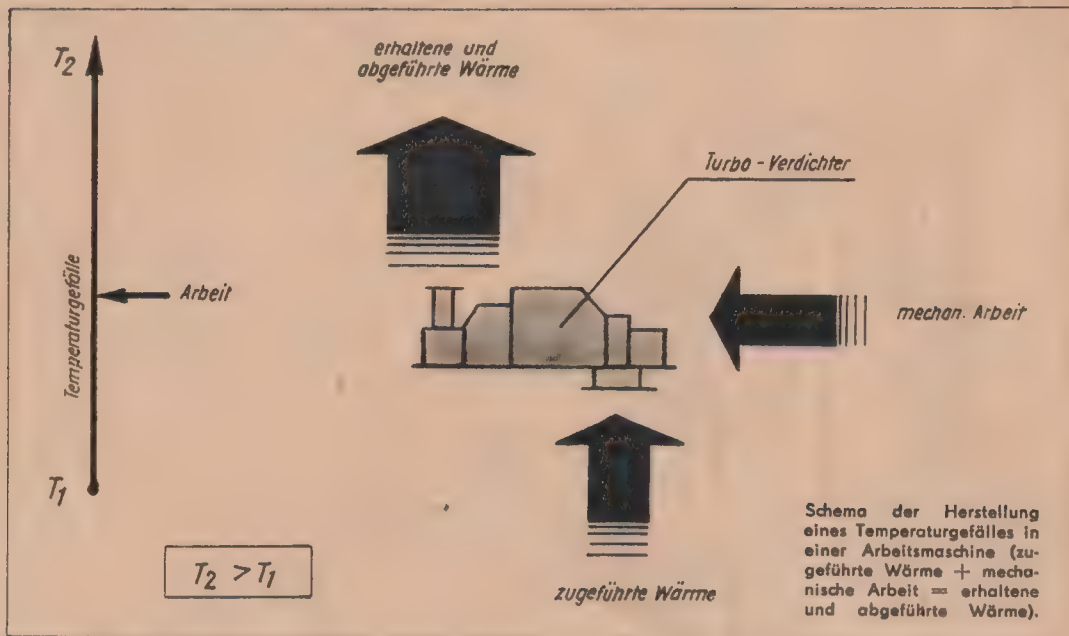 T2
erhaltene und
abgeführte Wärme
Turbo - Verdichter
Temperaturgefälle
Arbeit
mechan. Arbeit
T1
T2 > T1
zugeführte Wärme
Schema der Herstellung
eines Temperaturgefälles in
einer Arbeitsmaschine (zu-
geführte Wärme + mecha-
nische Arbeit = erhaltene
und abgeführte Wärme).